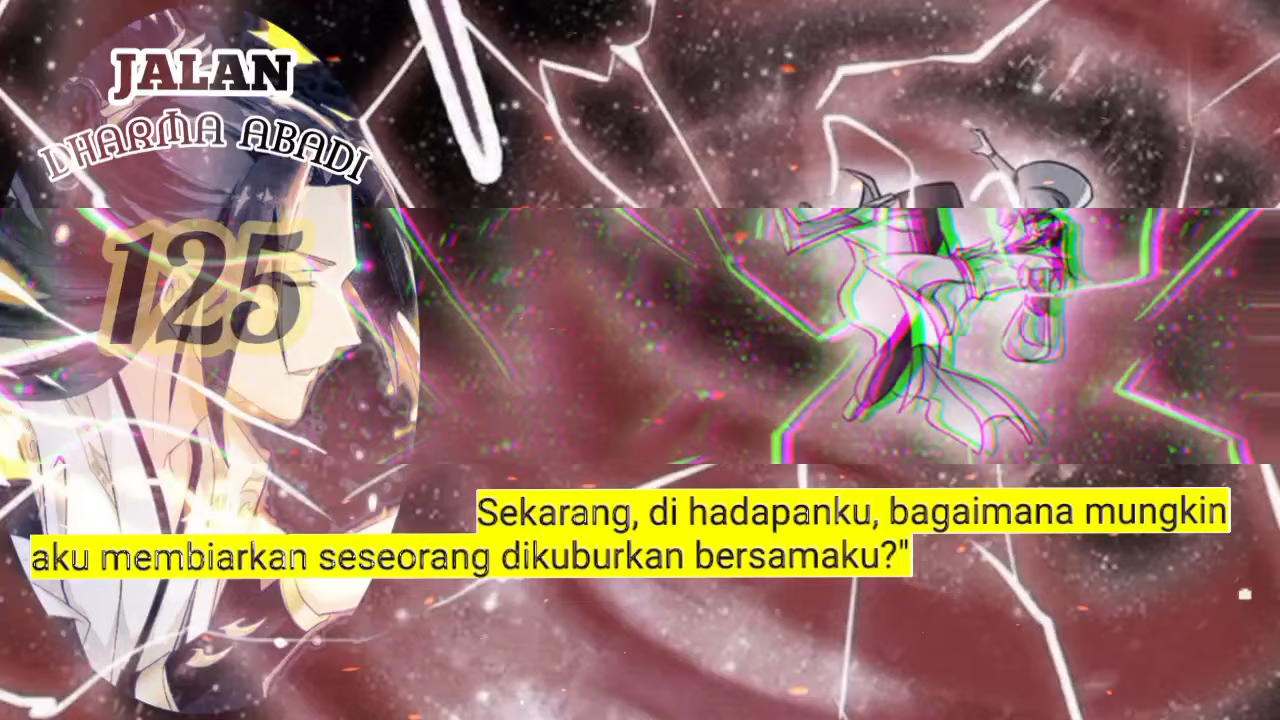 JALAN
DHARMA ABADI
125
Sekarang, di hadapanku, bagaimana mungkin
aku membiarkan seseorang dikuburkan bersamaku?"